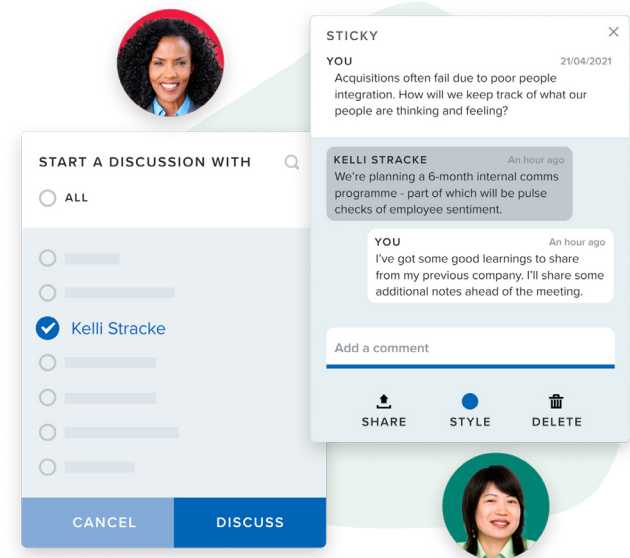 START A DISCUSSION WITH
ALL
Kelli Stracke
CANCEL
DISCUSS
STICKY
YOU 21/04/2021
Acquisitions often fail due to poor people
integration. How will we keep track of what our
people are thinking and feeling?
KELLI STRACKE An hour ago
We're planning a 6-month internal comms
programme - part of which will be pulse
checks of employee sentiment.
YOU An hour ago
I've got some good learnings to share
from my previous company. I'll share some
additional notes ahead of the meeting.
Add a comment
SHARE STYLE DELETE